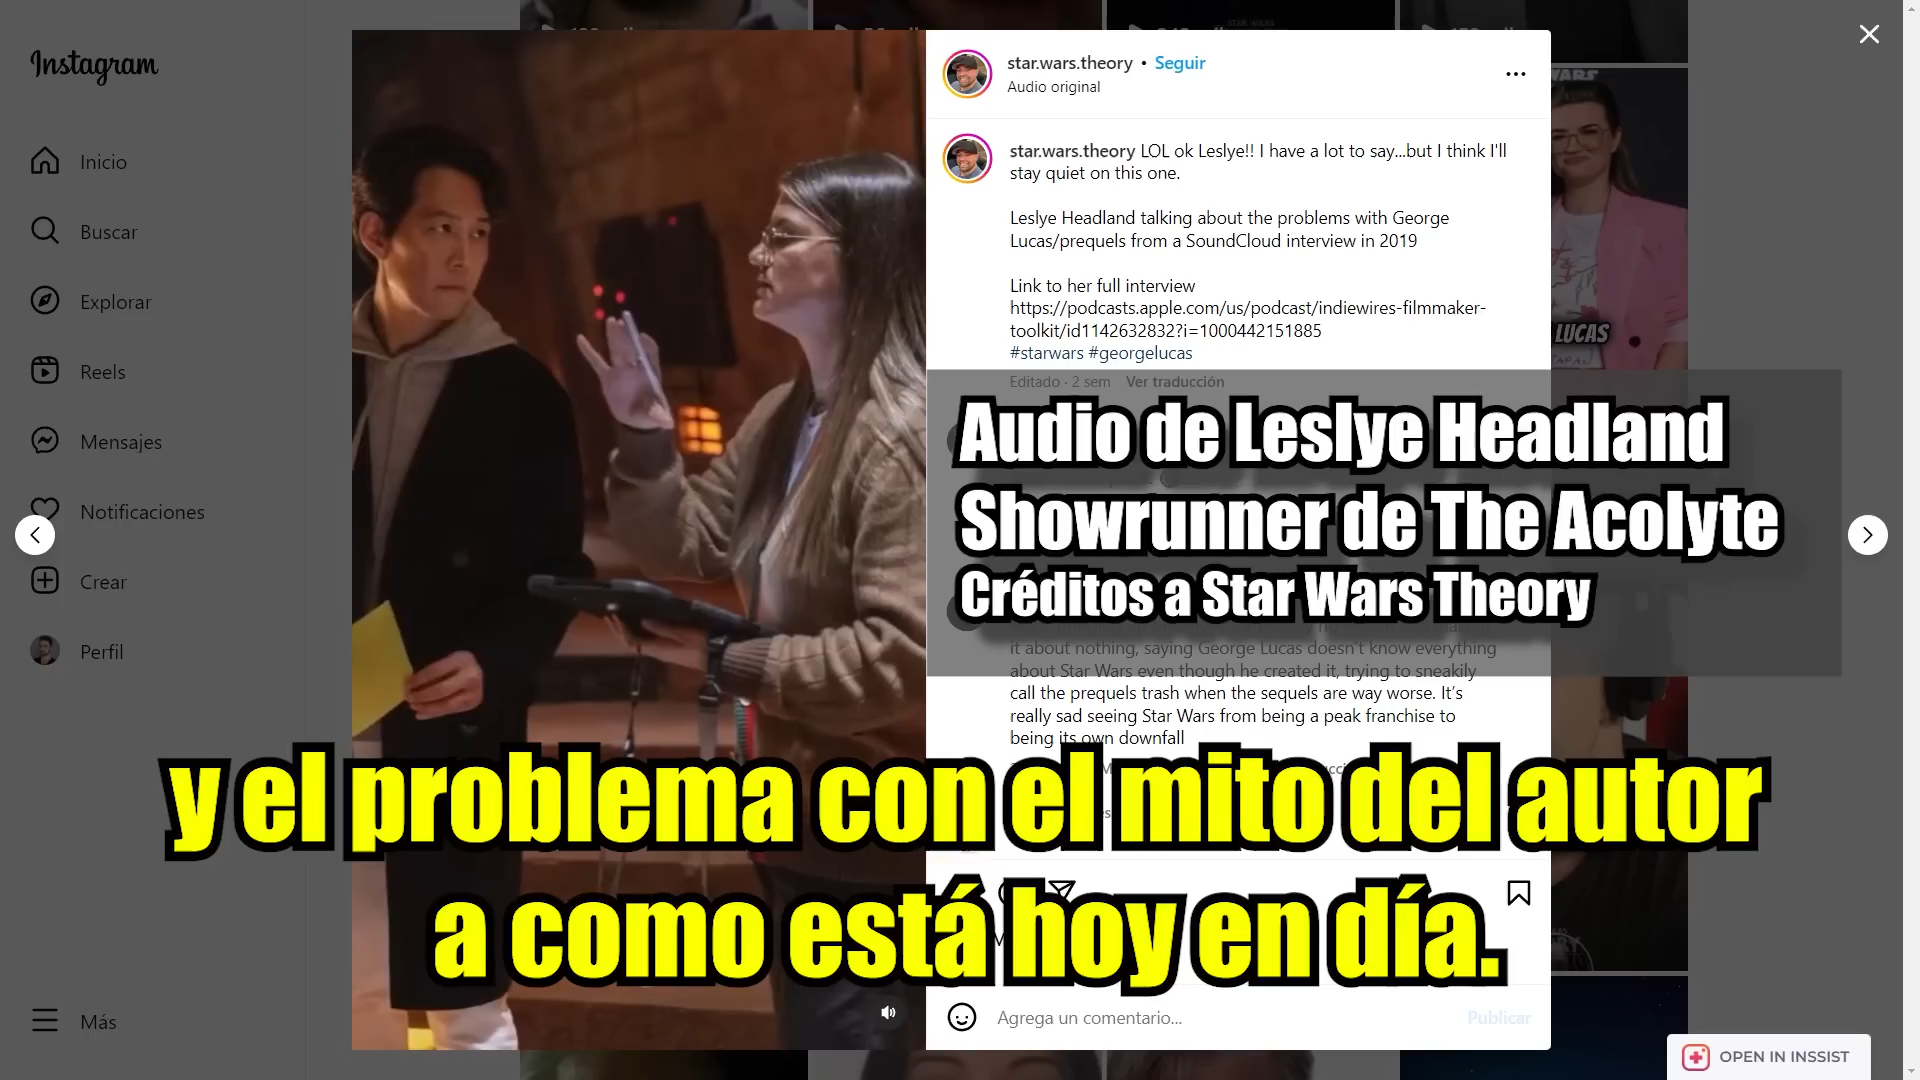 Instagram
Inicio
Buscar
Explorar
Reels
Mensajes
Notificaciones
Crear
Perfil
Más
star.wars.theory • Seguir
Audio original
star.wars.theory LOL ok Leslye!! I have a lot to say...but I think I'll
stay quiet on this one.
Leslye Headland talking about the problems with George
Lucas/prequels from a SoundCloud interview in 2019
Link to her full interview
https://podcasts.apple.com/us/podcast/indiewires-filmmaker-
toolkit/id1142632832?i=1000442151885
#starwars #georgelucas
Editado · 2 sem Ver traducción
LUCAS
Audio de Leslye Headland
Showrunner de The Acolyte
Créditos a Star Wars Theory
it about nothing, saying George Lucas doesn't know everything
about Star Wars even though he created it, trying to sneakily
call the prequels trash when the sequels are way worse. It's
really sad seeing Star Wars from being a peak franchise to
being its own downfall
y el problema con el mito del autor
a como está hoy en día.
Agrega un comentario...
Publicar
OPEN IN INSSIST